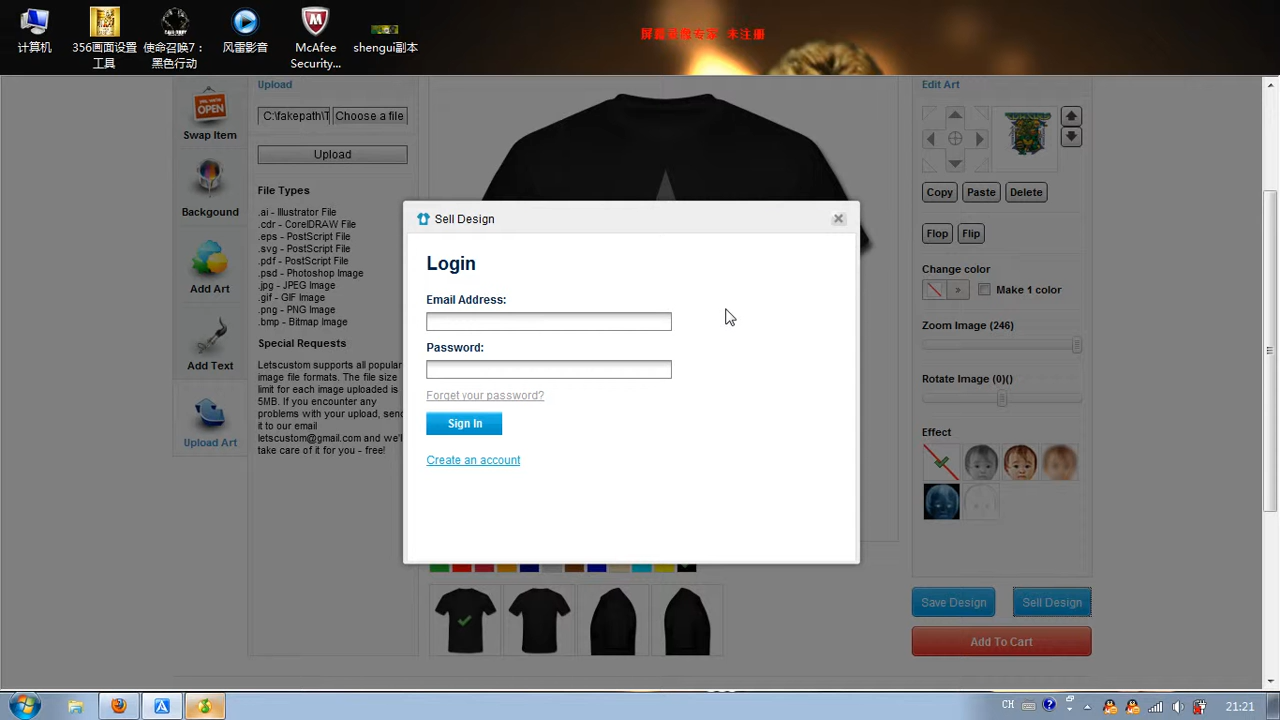 屏幕录像专家 未注册
计算机
356画面设置
工具
使命召唤7：
黑色行动
风雷影音
McAfee
Security...
shengui副本
Upload
Edit Art
C:\fakepath\T
Choose a file
Swap Item
Upload
File Types
.ai - Illustrator File
.cdr - CorelDRAW File
.eps - PostScript File
.svg - PostScript File
.pdf - PostScript File
.psd - Photoshop Image
.jpg - JPEG Image
.gif - GIF Image
.png - PNG Image
.bmp - Bitmap Image
Special Requests
Letscustom supports all popular
image file formats. The file size
limit for each image uploaded is
5MB. If you encounter any
problems with your upload, send
it to our email
letscustom@gmail.com and we'll
take care of it for you - free!
Backgound
Add Art
Add Text
Upload Art
Sell Design
Login
Email Address:
Password:
Forget your password?
Sign In
Create an account
Copy
Paste
Delete
Flop
Flip
Change color
»
Make 1 color
Zoom Image (246)
Rotate Image (0)()
Effect
Save Design
Sell Design
Add To Cart
CH
21:21